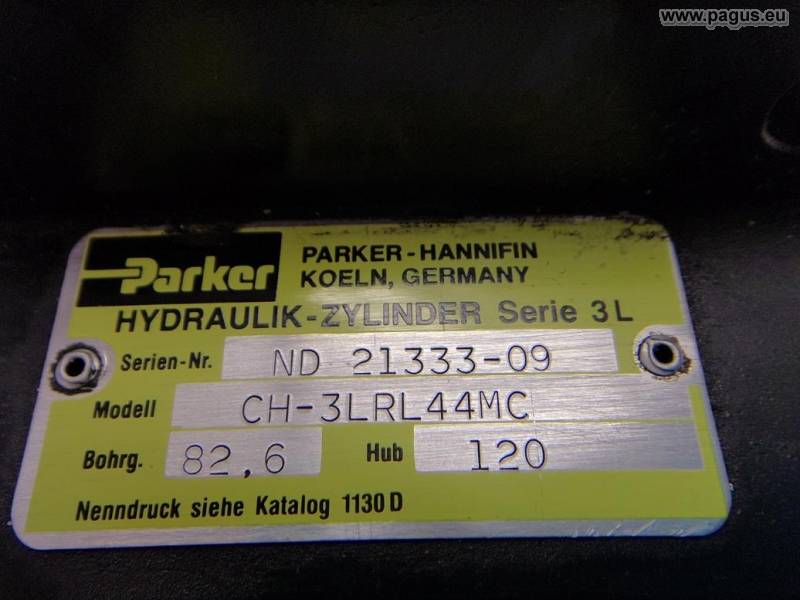 www.pagus.eu
Parker
PARKER-HANNIFIN
KOELN, GERMANY
HYDRAULIK-ZYLINDER Serie 3L
Serien-Nr. ND 21333-09
Modell CH-3LRL44MC
Bohrg. 82,6 Hub 120
Nenndruck siehe Katalog 1130 D